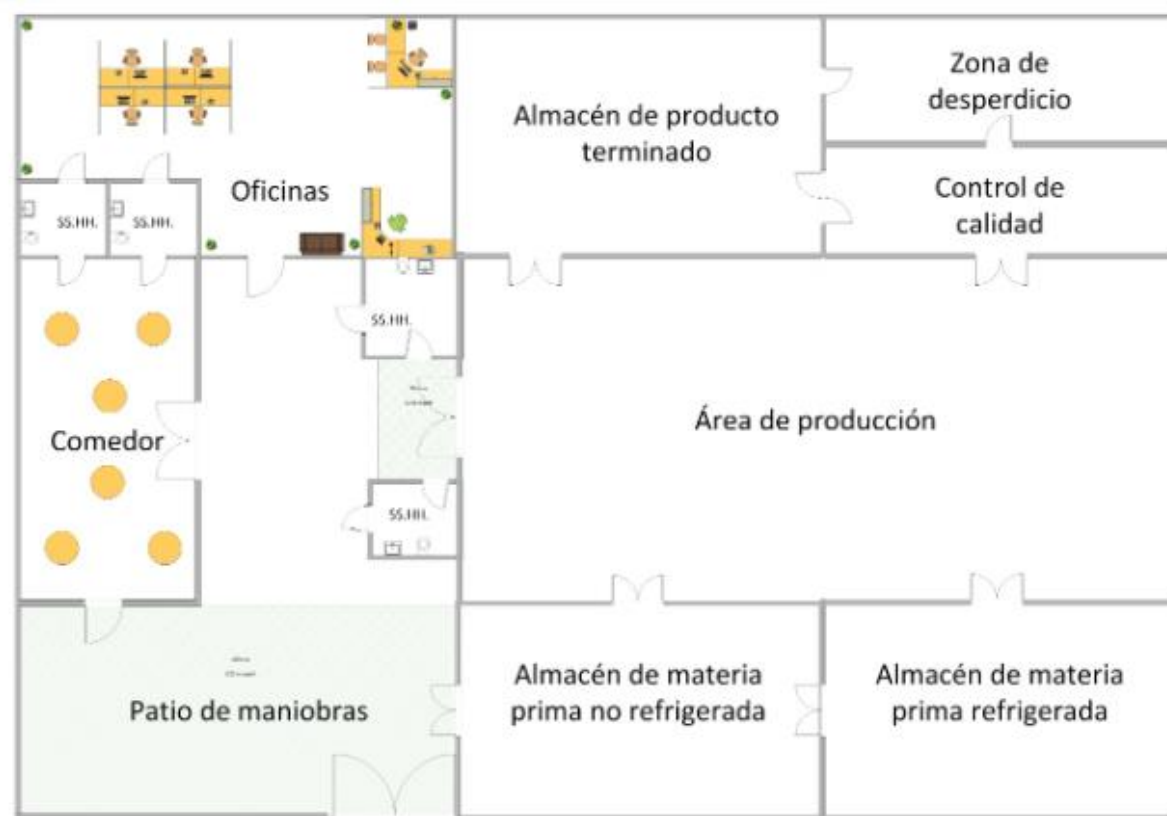 Zona de
desperdicio
Almacén de producto
terminado
Oficinas
Control de
calidad
SS.HH.
SS.HH.
SS.HH.
Comedor
Área de producción
SS.HH.
Almacén de materia
prima no refrigerada
Almacén de materia
prima refrigerada
Patio de maniobras